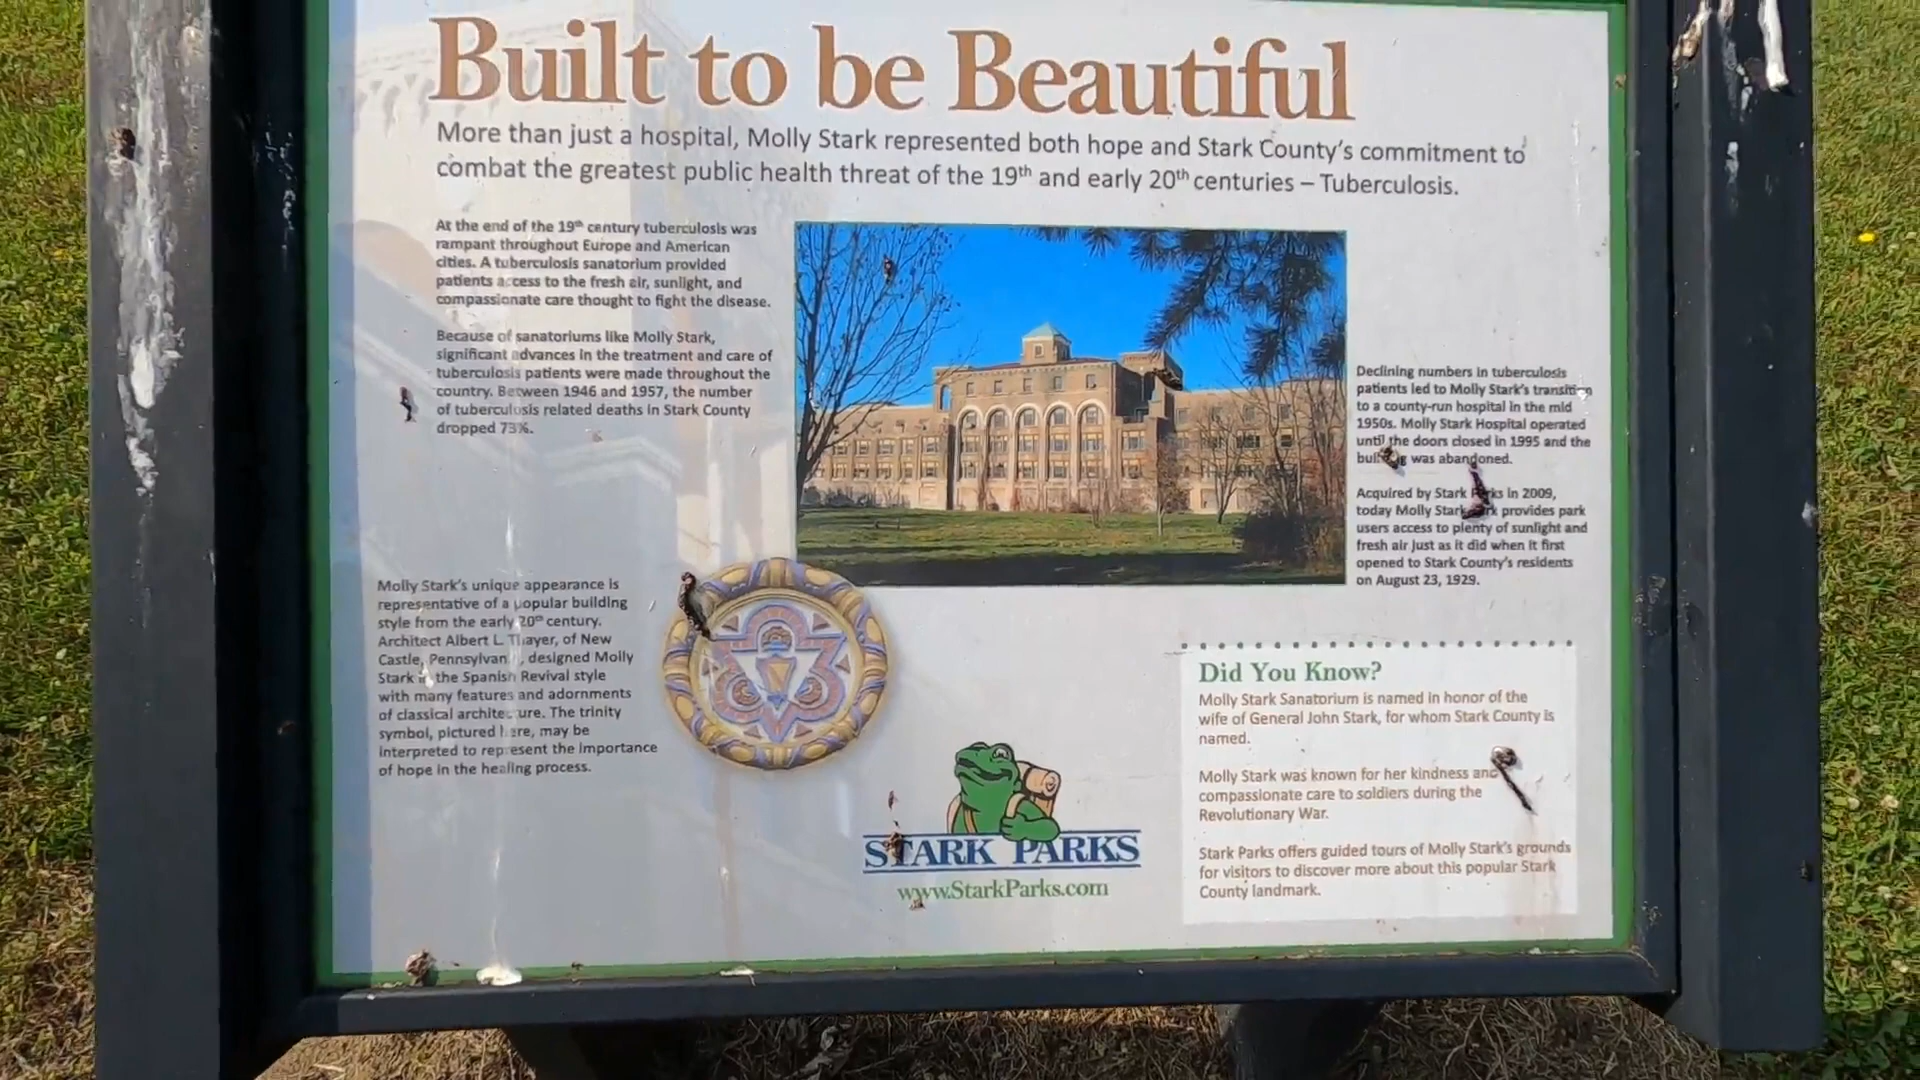 Built to be Beautiful
More than just a hospital, Molly Stark represented both hope and Stark County's commitment to
combat the greatest public health threat of the 19th and early 20th centuries – Tuberculosis.
At the end of the 19th century tuberculosis was
rampant throughout Europe and American
cities. A tuberculosis sanatorium provided
patients access to the fresh air, sunlight, and
compassionate care thought to fight the disease.
Because of sanatoriums like Molly Stark,
significant advances in the treatment and care of
tuberculosis patients were made throughout the
country. Between 1946 and 1957, the number
of tuberculosis related deaths in Stark County
dropped 73%.
Molly Stark's unique appearance is
representative of a popular building
style from the early 20th century.
Architect Albert L. Thayer, of New
Castle, Pennsylvania, designed Molly
Stark in the Spanish Revival style
with many features and adornments
of classical architecture. The trinity
symbol, pictured here, may be
interpreted to represent the importance
of hope in the healing process.
Declining numbers in tuberculosis
patients led to Molly Stark's transition
to a county-run hospital in the mid
1950s. Molly Stark Hospital operated
until the doors closed in 1995 and the
building was abandoned.
Acquired by Stark Parks in 2009,
today Molly Stark Park provides park
users access to plenty of sunlight and
fresh air just as it did when it first
opened to Stark County's residents
on August 23, 1929.
STARK PARKS
www.StarkParks.com
Did You Know?
Molly Stark Sanatorium is named in honor of the
wife of General John Stark, for whom Stark County is
named.
Molly Stark was known for her kindness and
compassionate care to soldiers during the
Revolutionary War.
Stark Parks offers guided tours of Molly Stark's grounds
for visitors to discover more about this popular Stark
County landmark.